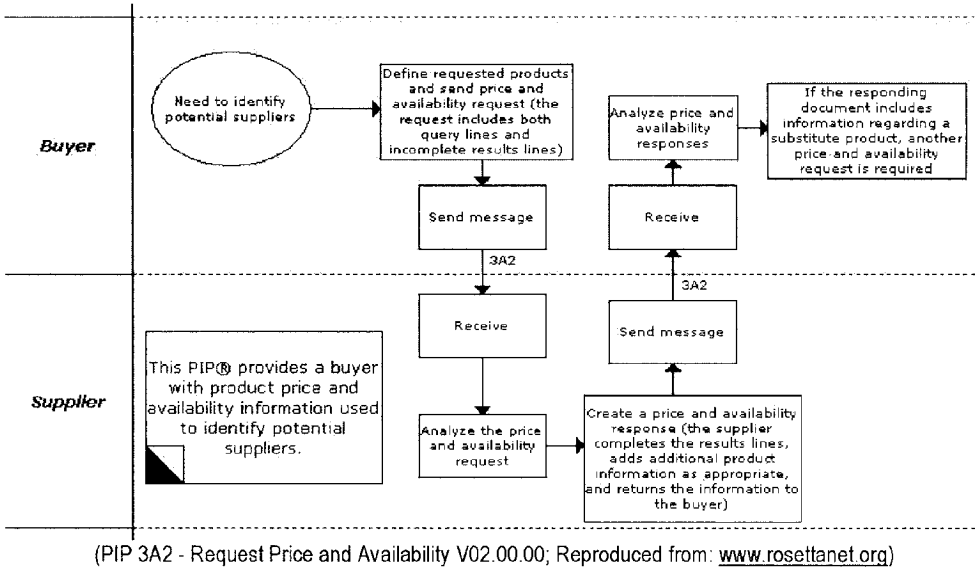 Buyer
Need to identify
potential suppliers
Define requested products
and send price and
availability request (the
request includes both
query lines and
incomplete results lines)
Send message
3A2
Analyze price and
availability
responses
Receive
3A2
If the responding
document includes
information regarding a
substitute product, another
price and availability
request is required
Supplier
This PIP® provides a buyer
with product price and
availability information used
to identify potential
suppliers.
Receive
Analyze the price
and availability
request
Send message
Create a price and availability
response (the supplier
completes the results lines,
adds additional product
information as appropriate,
and returns the information to
the buyer)
(PIP 3A2 - Request Price and Availability V02.00.00; Reproduced from: www.rosettanet.org)